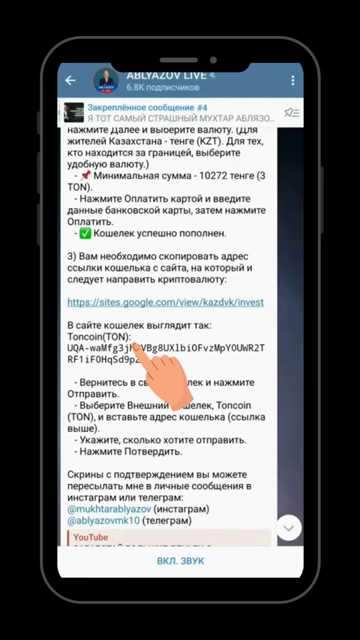 ABLYAZOV LIVE
6.8K подписчиков
Закреплённое сообщение #4
Я ТОТ САМЫЙ СТРАШНЫЙ МУХТАР АБЛЯЗО...
нажмите Далее и выберите валюту. (Для
жителей Казахстана - тенге (KZT). Для тех,
кто находится за границей, выберите
удобную валюту.)
- 📌 Минимальная сумма - 10272 тенге (3
TON).
- Нажмите Оплатить картой и введите
данные банковской карты, затем нажмите
Оплатить.
- ✅ Кошелек успешно пополнен.
3) Вам необходимо скопировать адрес
ссылки кошелька с сайта, на который и
следует направить криптовалюту:
https://sites.google.com/view/kazdvk/invest
В сайте кошелек выглядит так:
Toncoin(TON):
- Вернитесь в кошелек и нажмите
Отправить.
- Выберите Внешний кошелек, Toncoin
(TON), и вставьте адрес кошелька (ссылка
выше).
- Укажите, сколько хотите отправить.
- Нажмите Потвердить.
Скрины с подтверждением вы можете
пересылать мне в личные сообщения в
инстаграм или телеграм:
@mukhtarablyazov (инстаграм)
@ablyazovmk10 (телеграм)
YouTube
ВКЛ. ЗВУК